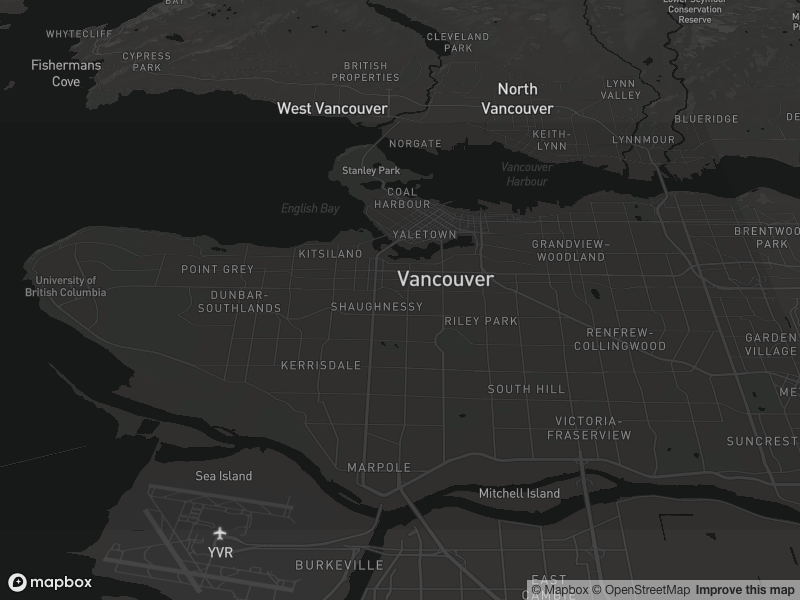 BAY
Lower Seymour
Conservation
Reserve
WHYTECLIFF
CLEVELAND
PARK
CYPRESS
PARK
Fishermans
Cove
BRITISH
PROPERTIES
North
Vancouver
LYNN
VALLEY
West Vancouver
BLUERIDGE
DE
KEITH-
LYNN
LYNNMOUR
NORGATE
Stanley Park
Vancouver
Harbour
COAL
HARBOUR
English Bay
YALETOWN
BRENTWOO
PARK
GRANDVIEW-
WOODLAND
KITSILANO
POINT GREY
University of
British Columbia
Vancouver
DUNBAR-
SOUTHLANDS
SHAUGHNESSY
RILEY PARK
RENFREW-
COLLINGWOOD
GARDEN
VILLAGE
KERRISDALE
SOUTH HILL
ME
VICTORIA-
FRASERVIEW
SUNCREST
MARPOLE
Sea Island
Mitchell Island
YVR
BURKEVILLE
EAST
CAMBIE
mapbox
© Mapbox © OpenStreetMap Improve this map